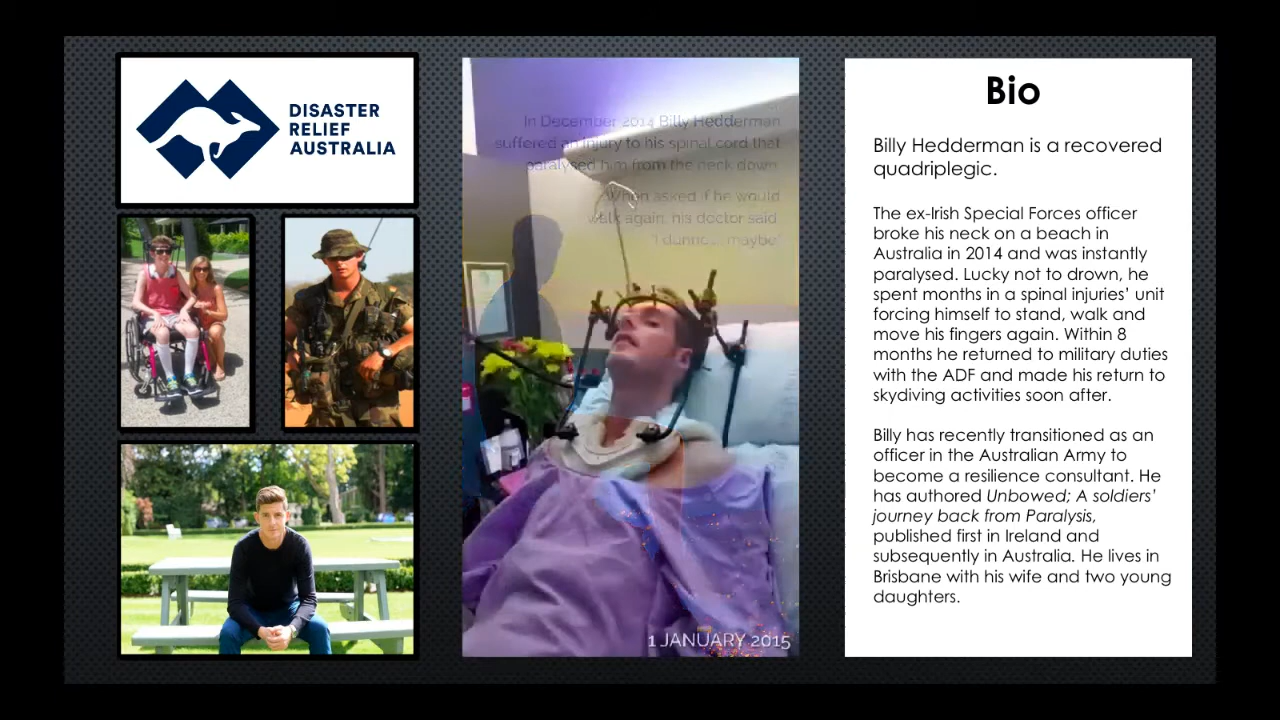 DISASTER
RELIEF
AUSTRALIA
In December 2014 Billy Hedderman
suffered an injury to his spinal cord that
paralysed him from the neck down.
When asked if he would
walk again, his doctor said,
'I dunno... maybe'
1 JANUARY 2015
Bio
Billy Hedderman is a recovered
quadriplegic.
The ex-Irish Special Forces officer
broke his neck on a beach in
Australia in 2014 and was instantly
paralysed. Lucky not to drown, he
spent months in a spinal injuries’ unit
forcing himself to stand, walk and
move his fingers again. Within 8
months he returned to military duties
with the ADF and made his return to
skydiving activities soon after.
Billy has recently transitioned as an
officer in the Australian Army to
become a resilience consultant. He
has authored Unbowed; A soldiers’
journey back from Paralysis,
published first in Ireland and
subsequently in Australia. He lives in
Brisbane with his wife and two young
daughters.